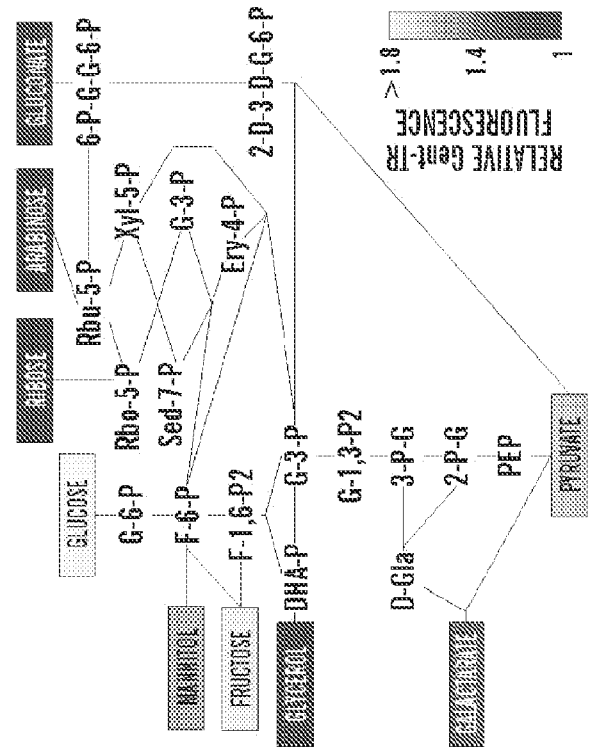 GLUCOSE
RIBOSE
ARABINOSE
GLUCONATE
G-6-P
Rbu-5-P
6-P-G-G-6-P
MANNITOL
F-6-P
Rbo-5-P
Xyl-5-P
FRUCTOSE
F-1,6-P2
Sed-7-P
G-3-P
Ery-4-P
2-D-3-D-G-6-P
GLYCEROL
DHA-P
G-3-P
G-1,3-P2
D-Gla
3-P-G
GALACTARATE
2-P-G
PEP
PYRUVATE
RELATIVE Gent-TR
FLUORESCENCE
>1.8
1.4
1